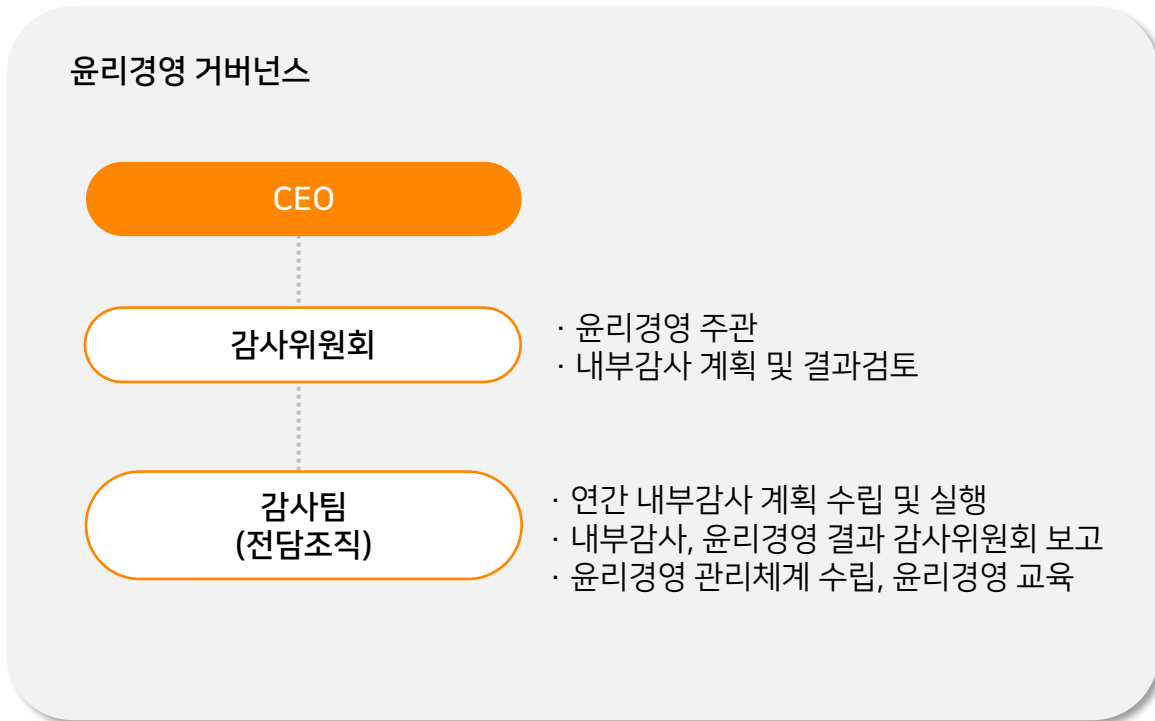 윤리경영 거버넌스
CEO
감사위원회
· 윤리경영 주관
· 내부감사 계획 및 결과검토
감사팀
(전담조직)
· 연간 내부감사 계획 수립 및 실행
· 내부감사, 윤리경영 결과 감사위원회 보고
· 윤리경영 관리체계 수립, 윤리경영 교육